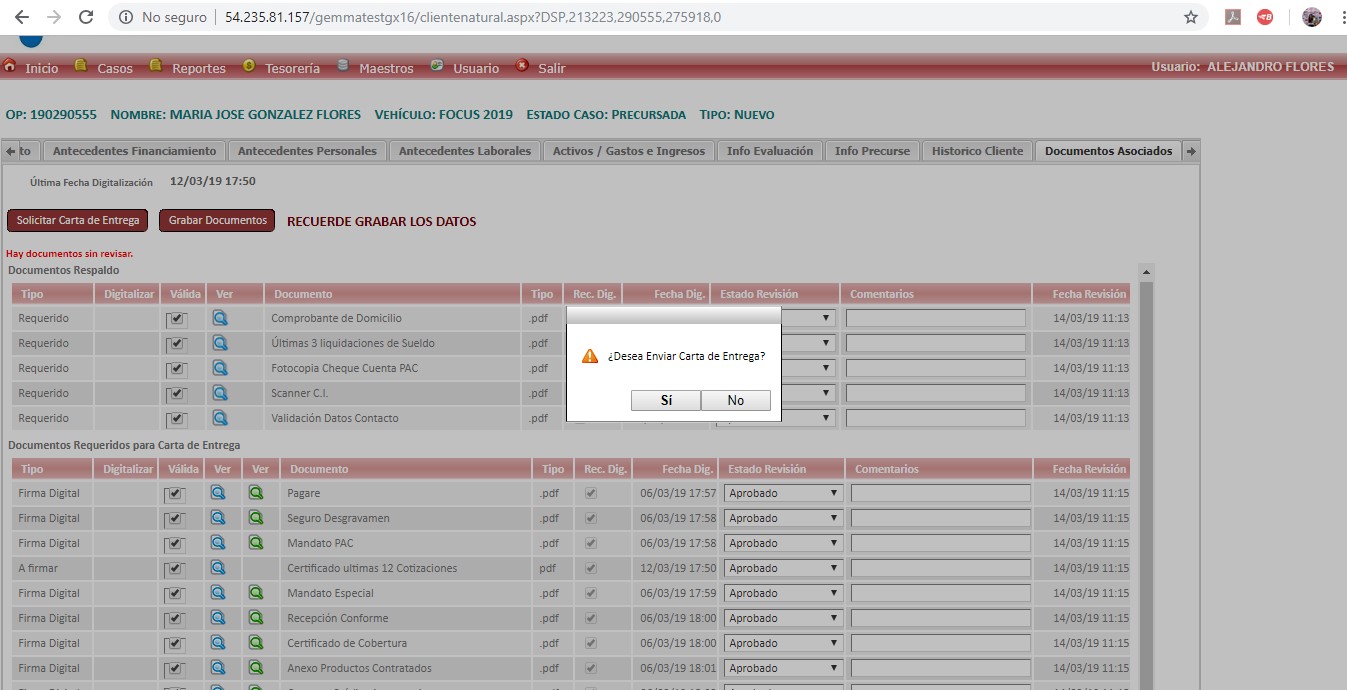 No seguro | 54.235.81.157/gemmatestgx16/clientenatural.aspx?DSP,213223,290555,275918,0
Inicio Casos Reportes Tesorería Maestros Usuario Salir Usuario: ALEJANDRO FLORES
OP: 190290555 NOMBRE: MARIA JOSE GONZALEZ FLORES VEHÍCULO: FOCUS 2019 ESTADO CASO: PRECURSADA TIPO: NUEVO
to Antecedentes Financiamiento Antecedentes Personales Antecedentes Laborales Activos / Gastos e Ingresos Info Evaluación Info Precurse Historico Cliente Documentos Asociados
Última Fecha Digitalización 12/03/19 17:50
Solicitar Carta de Entrega Grabar Documentos RECUERDE GRABAR LOS DATOS
Hay documentos sin revisar.
Documentos Respaldo
Tipo Digitalizar Válida Ver Documento Tipo Rec. Dig. Fecha Dig. Estado Revisión Comentarios Fecha Revisión
Requerido Comprobante de Domicilio .pdf 14/03/19 11:13
Requerido Últimas 3 liquidaciones de Sueldo .pdf 14/03/19 11:13
Requerido Fotocopia Cheque Cuenta PAC .pdf 14/03/19 11:13
Requerido Scanner C.I. .pdf 14/03/19 11:13
Requerido Validación Datos Contacto .pdf 14/03/19 11:13
¿Desea Enviar Carta de Entrega?
Sí No
Documentos Requeridos para Carta de Entrega
Tipo Digitalizar Válida Ver Ver Documento Tipo Rec. Dig. Fecha Dig. Estado Revisión Comentarios Fecha Revisión
Firma Digital Pagare .pdf 06/03/19 17:57 Aprobado 14/03/19 11:15
Firma Digital Seguro Desgravamen .pdf 06/03/19 17:58 Aprobado 14/03/19 11:15
Firma Digital Mandato PAC .pdf 06/03/19 17:58 Aprobado 14/03/19 11:15
A firmar Certificado ultimas 12 Cotizaciones pdf 12/03/19 17:50 Aprobado 14/03/19 11:15
Firma Digital Mandato Especial .pdf 06/03/19 17:59 Aprobado 14/03/19 11:15
Firma Digital Recepción Conforme .pdf 06/03/19 18:00 Aprobado 14/03/19 11:15
Firma Digital Certificado de Cobertura .pdf 06/03/19 18:00 Aprobado 14/03/19 11:15
Firma Digital Anexo Productos Contratados .pdf 06/03/19 18:01 Aprobado 14/03/19 11:15